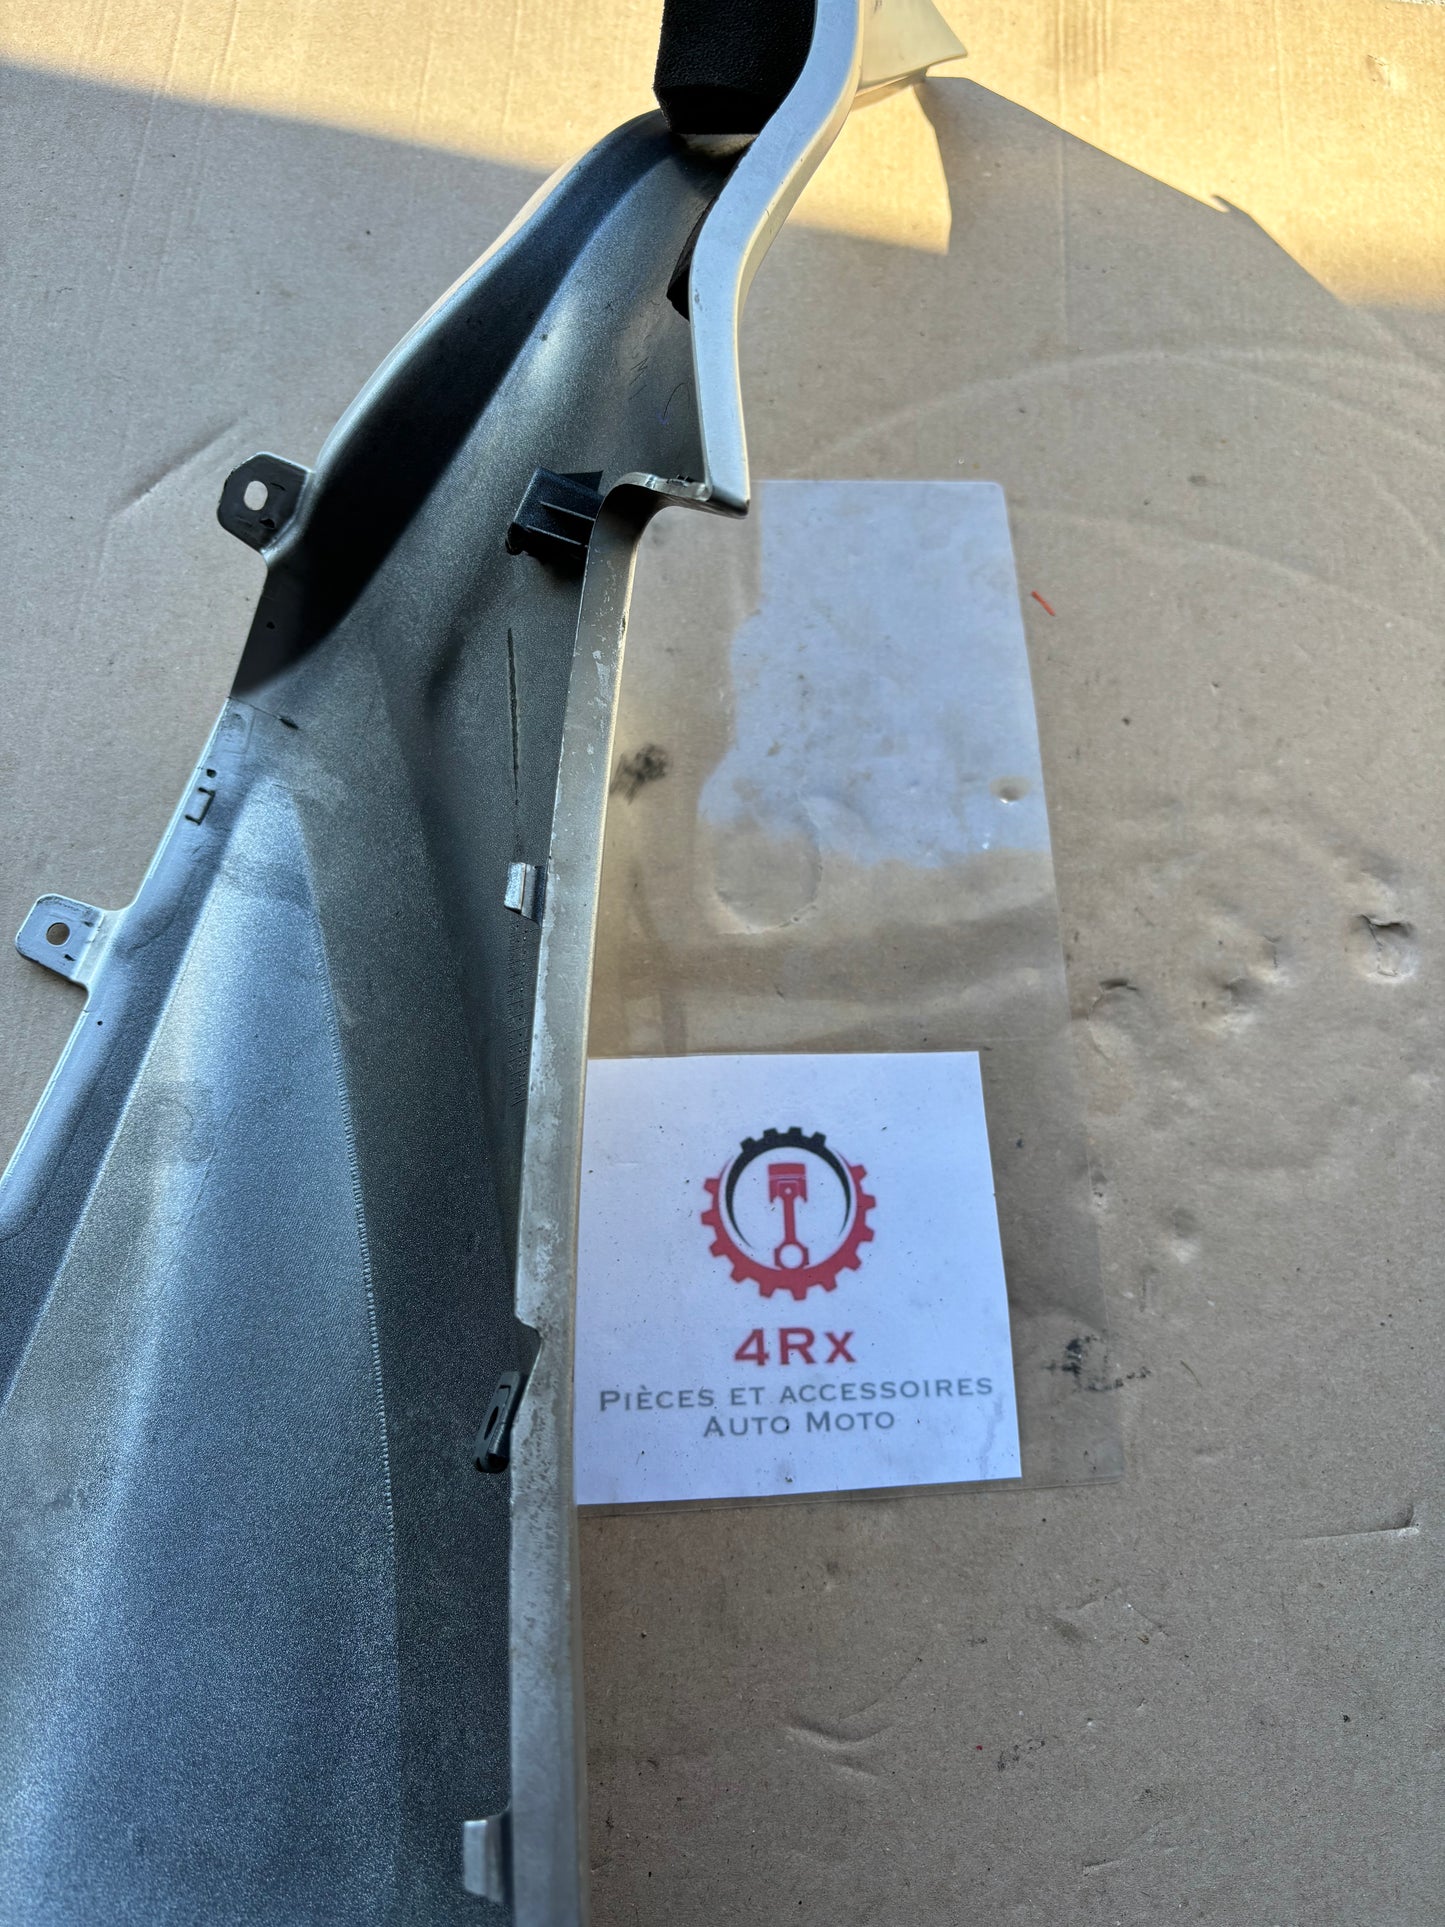 4Rx
Pièces et accessoires
Auto Moto